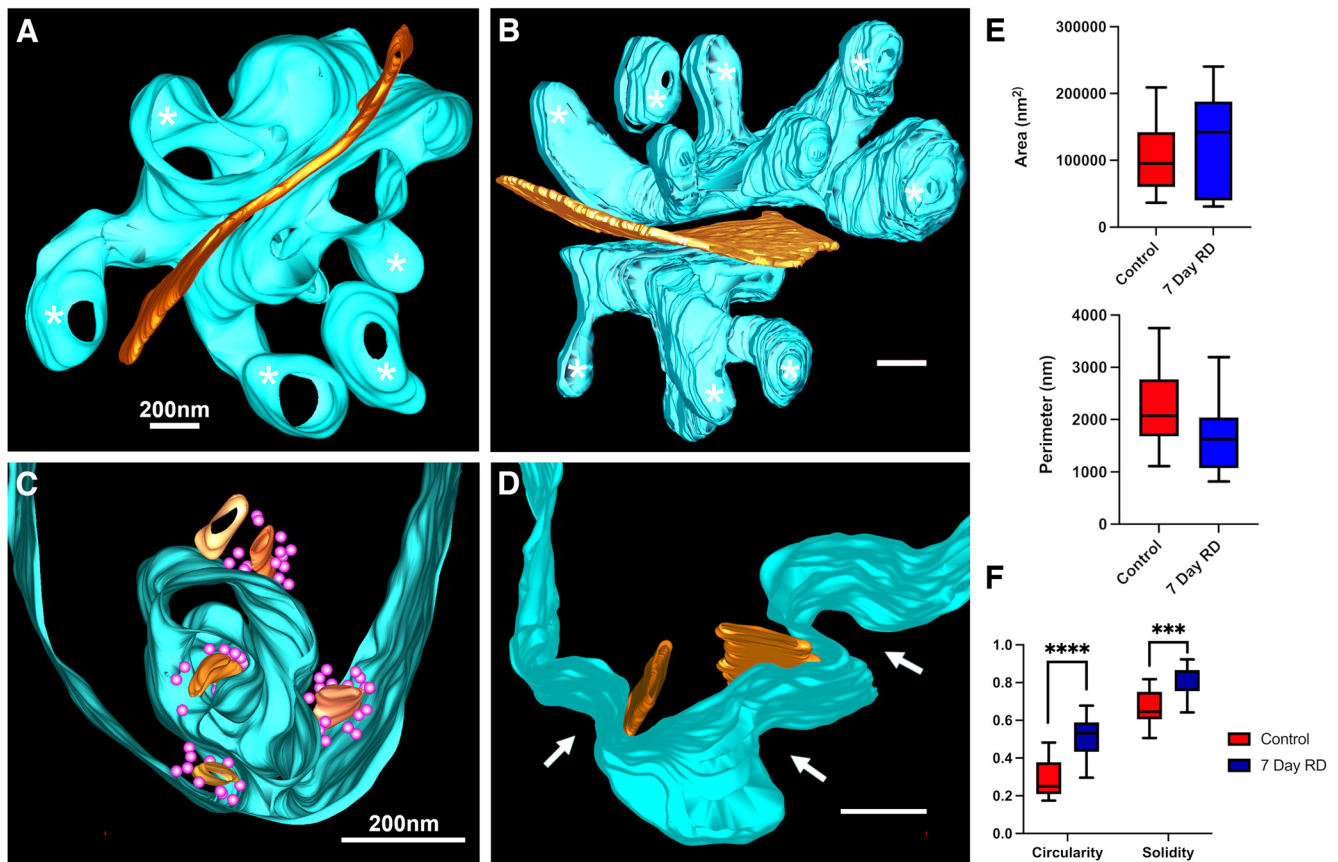 A
* * * * *
200nm
B
* * * * * * * *
C
200nm
D
E
300000
200000
100000
0
Area (nm²)
Control
7 Day RD
4000
3000
2000
1000
0
Perimeter (nm)
Control
7 Day RD
F
1.0
0.8
0.6
0.4
0.2
0.0
****
***
Circularity
Solidity
Control
7 Day RD